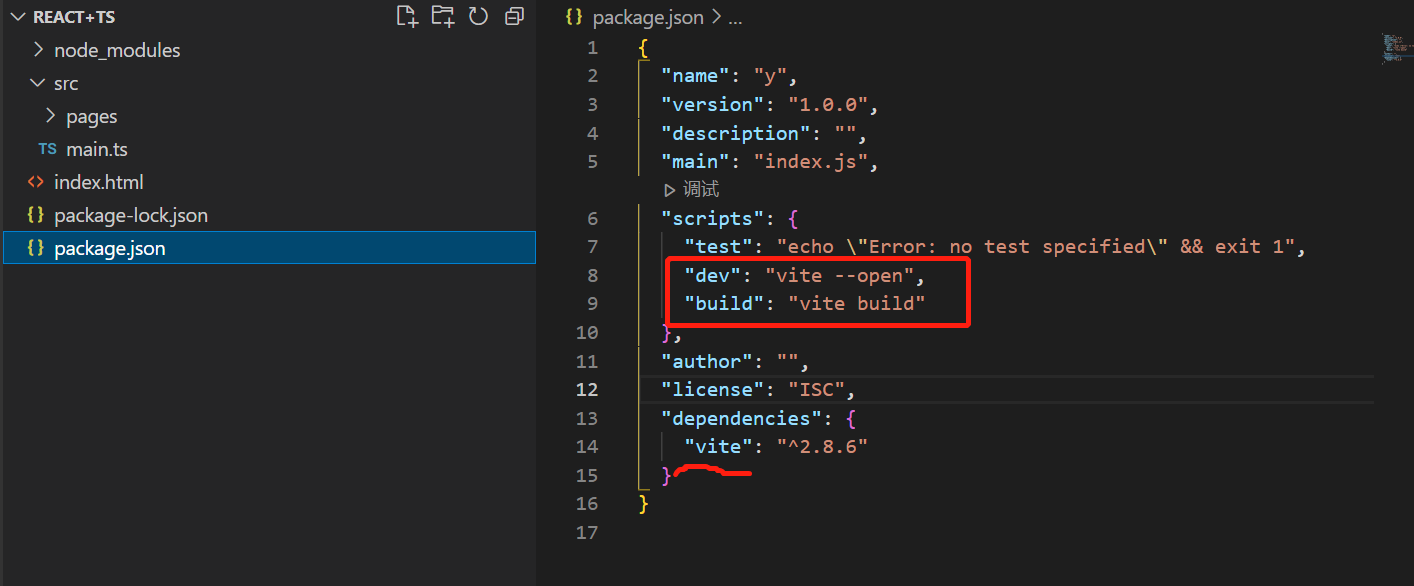 REACT+TS
node_modules
src
pages
TS main.ts
<> index.html
{} package-lock.json
{} package.json
{} package.json > ...
1 {
2 "name": "y",
3 "version": "1.0.0",
4 "description": "",
5 "main": "index.js",
调试
6 "scripts": {
7 "test": "echo \"Error: no test specified\" && exit 1",
8 "dev": "vite --open",
9 "build": "vite build"
10 },
11 "author": "",
12 "license": "ISC",
13 "dependencies": {
14 "vite": "^2.8.6"
15 }
16 }
17